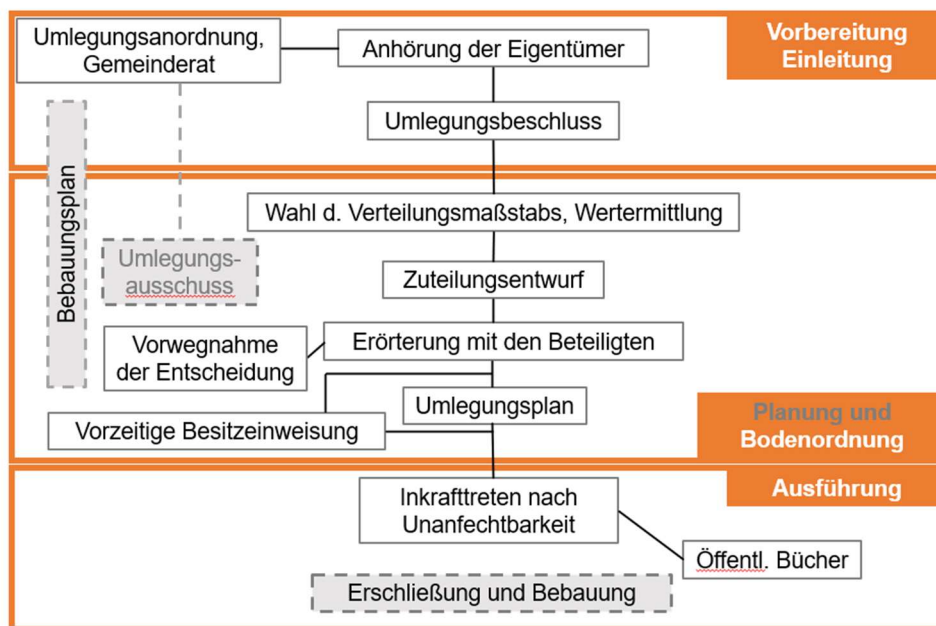 Umlegungsanordnung,
Gemeinderat
Anhörung der Eigentümer
Vorbereitung
Einleitung
Umlegungsbeschluss
Bebauungsplan
Wahl d. Verteilungsmaßstabs, Wertermittlung
Umlegungs-
ausschuss
Zuteilungsentwurf
Erörterung mit den Beteiligten
Vorwegnahme
der Entscheidung
Umlegungsplan
Vorzeitige Besitzeinweisung
Planung und
Bodenordnung
Ausführung
Inkrafttreten nach
Unanfechtbarkeit
Öffentl. Bücher
Erschließung und Bebauung